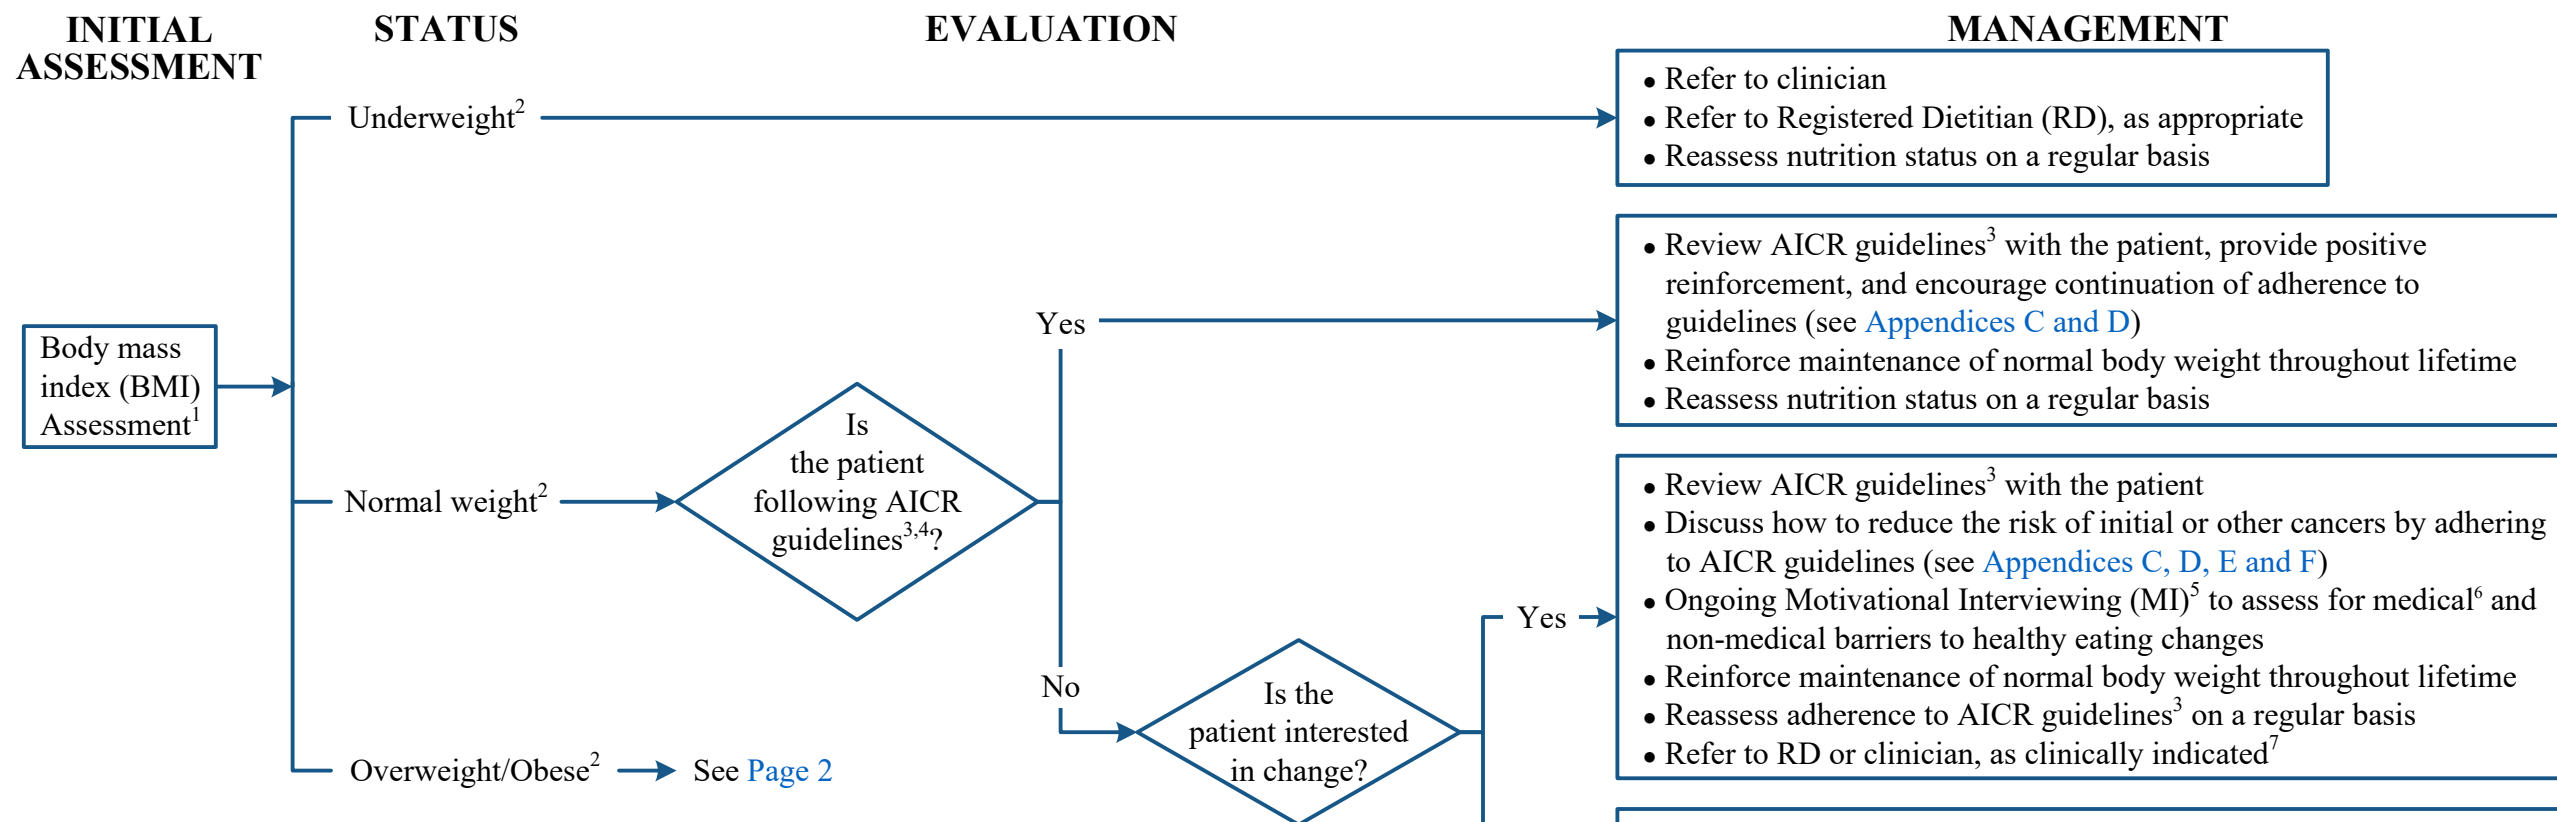 INITIAL
ASSESSMENT
STATUS
EVALUATION
MANAGEMENT
Body mass
index (BMI)
Assessment¹
Underweight²
• Refer to clinician
• Refer to Registered Dietitian (RD), as appropriate
• Reassess nutrition status on a regular basis
Normal weight²
Is
the patient
following AICR
guidelines³,⁴?
Yes
• Review AICR guidelines³ with the patient, provide positive
reinforcement, and encourage continuation of adherence to
guidelines (see Appendices C and D)
• Reinforce maintenance of normal body weight throughout lifetime
• Reassess nutrition status on a regular basis
No
Is the
patient interested
in change?
Yes
• Review AICR guidelines³ with the patient
• Discuss how to reduce the risk of initial or other cancers by adhering
to AICR guidelines (see Appendices C, D, E and F)
• Ongoing Motivational Interviewing (MI)⁵ to assess for medical⁶ and
non-medical barriers to healthy eating changes
• Reinforce maintenance of normal body weight throughout lifetime
• Reassess adherence to AICR guidelines³ on a regular basis
• Refer to RD or clinician, as clinically indicated⁷
Overweight/Obese²
See Page 2